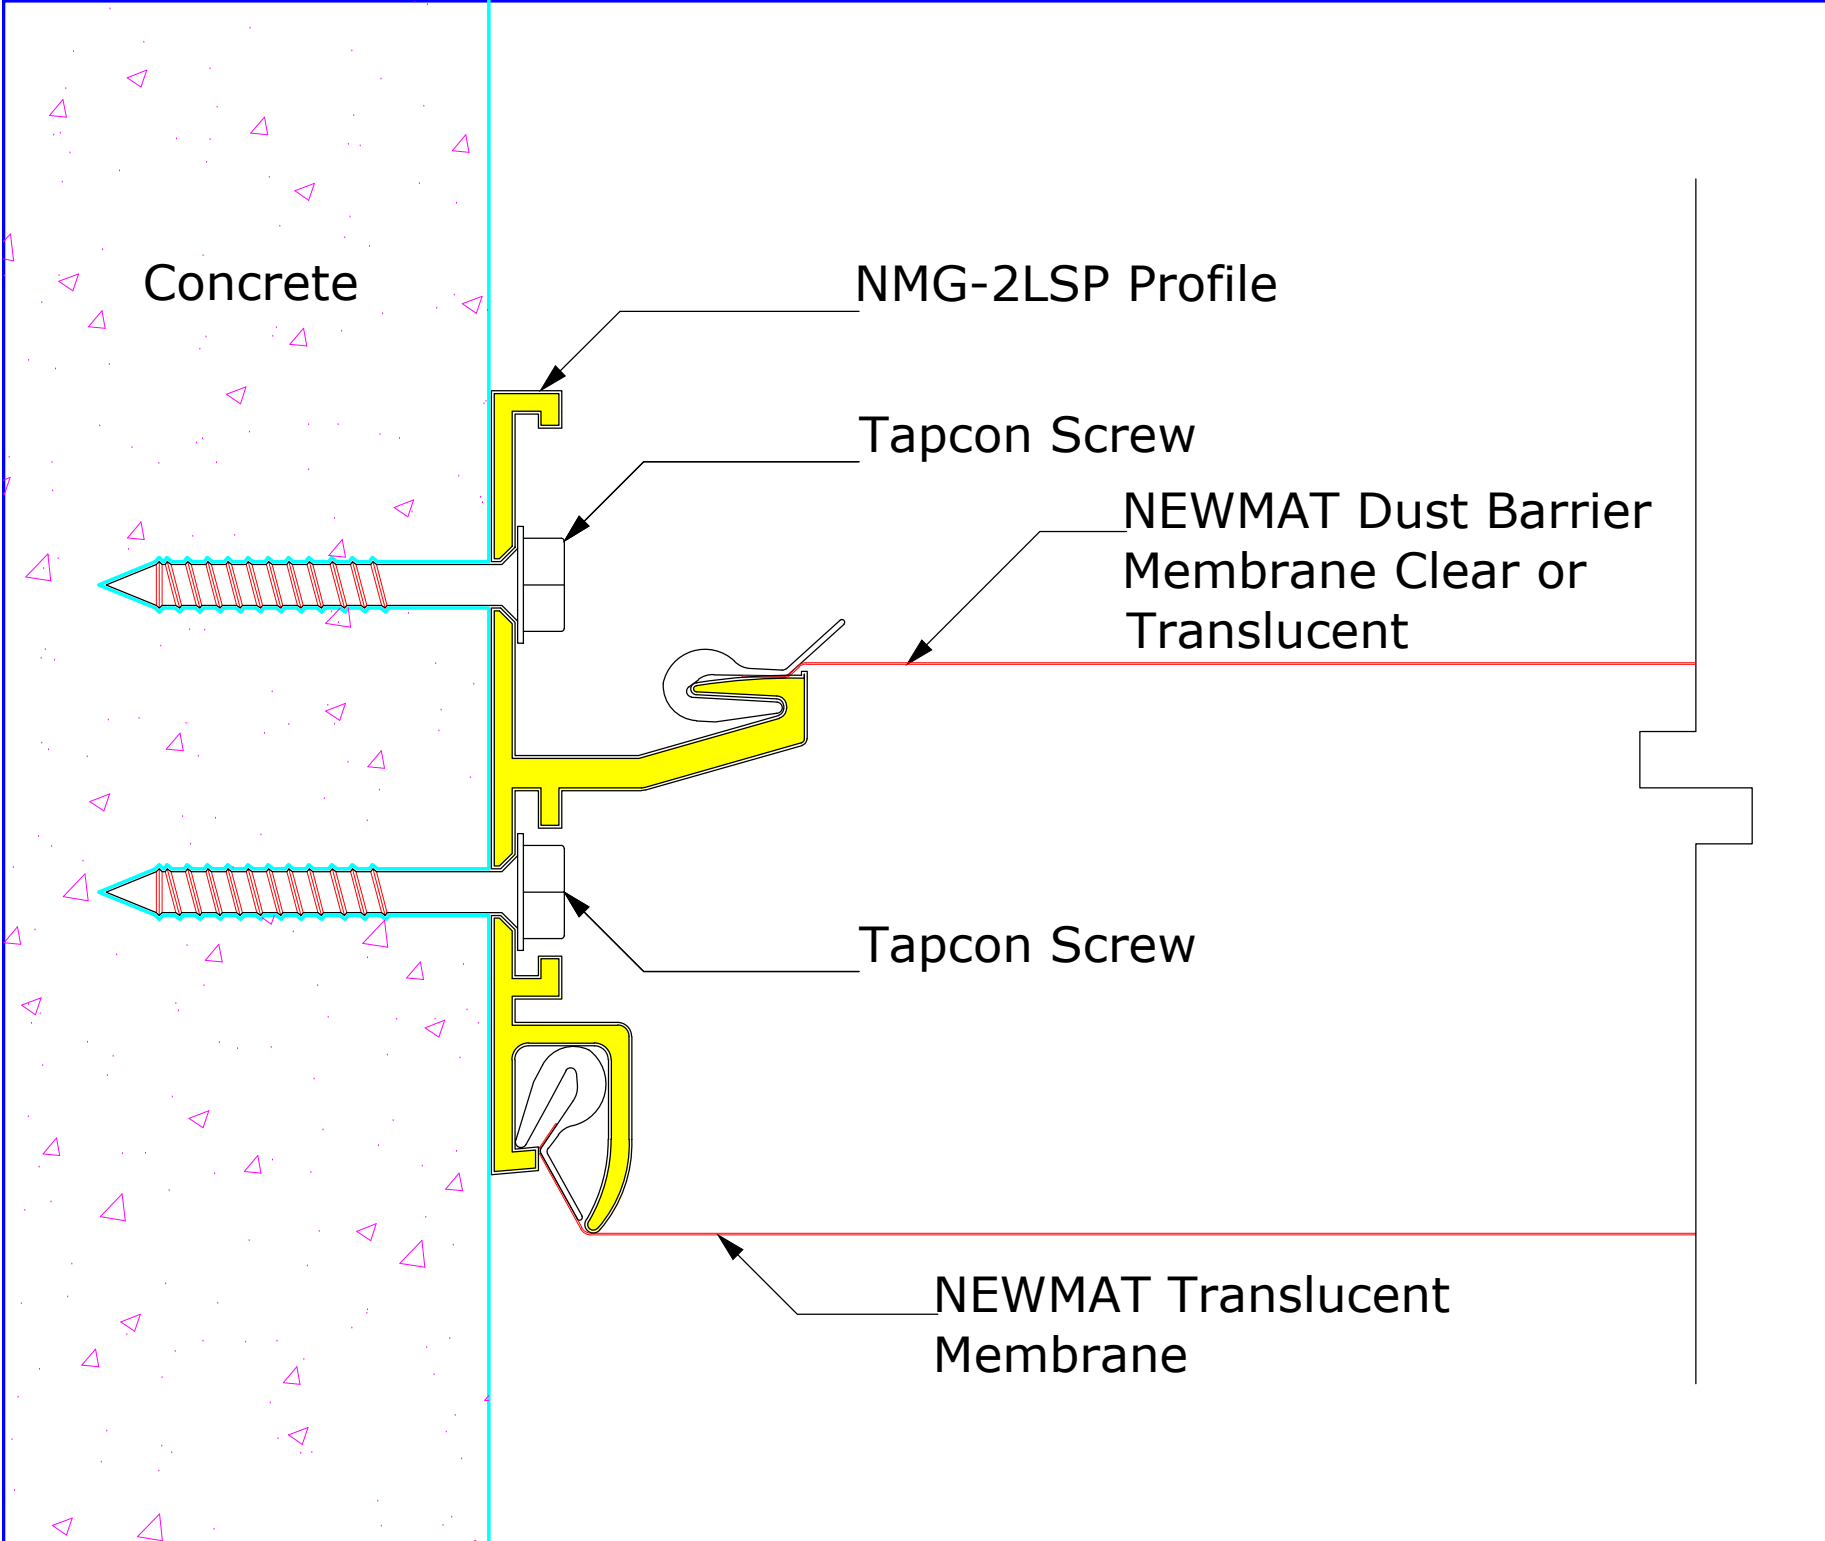 Concrete
NMG-2LSP Profile
Tapcon Screw
NEWMAT Dust Barrier
Membrane Clear or
Translucent
Tapcon Screw
NEWMAT Translucent
Membrane